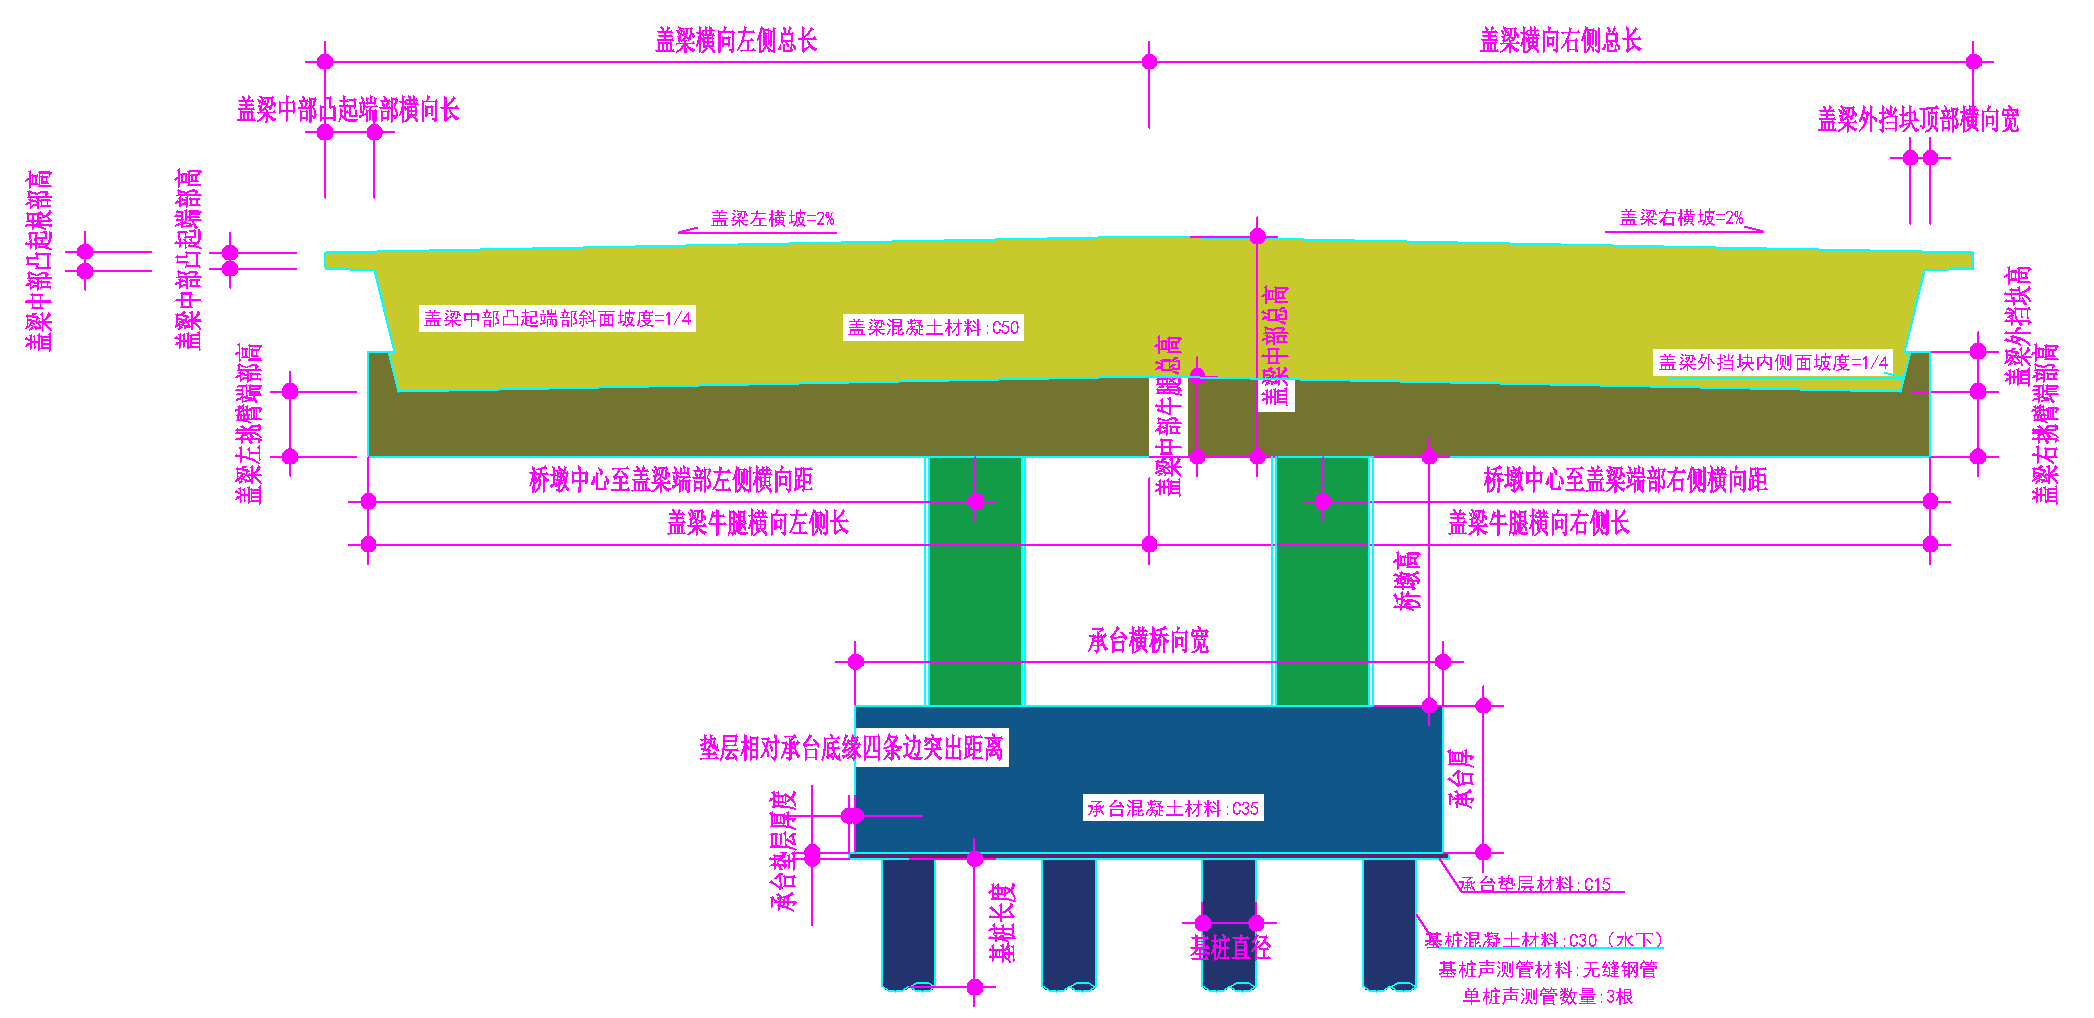 盖梁横向左侧总长
盖梁横向右侧总长
盖梁中部凸起端部横向长
盖梁外挡块顶部横向宽
盖梁中部凸起根部高
盖梁中部凸起端部高
盖梁左横坡=2%
盖梁右横坡=2%
盖梁中部凸起端部斜面坡度=1/4
盖梁混凝土材料:C50
盖梁中部总高
盖梁中部牛腿总高
盖梁外挡块内侧面坡度=1/4
盖梁外挡块高
盖梁右挑臂端部高
盖梁左挑臂端部高
桥墩中心至盖梁端部左侧横向距
桥墩中心至盖梁端部右侧横向距
盖梁牛腿横向左侧长
盖梁牛腿横向右侧长
桥墩高
承台横桥向宽
垫层相对承台底缘四条边突出距离
承台厚
承台混凝土材料:C35
承台垫层厚度
承台垫层材料:C15
基桩长度
基桩直径
基桩混凝土材料:C30（水下）
基桩声测管材料:无缝钢管
单桩声测管数量:3根